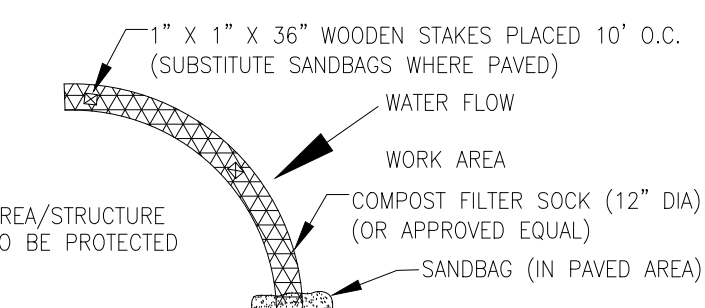 1” X 1” X 36” WOODEN STAKES PLACED 10’ O.C.
(SUBSTITUTE SANDBAGS WHERE PAVED)
WATER FLOW
WORK AREA
REA/STRUCTURE
O BE PROTECTED
COMPOST FILTER SOCK (12” DIA)
(OR APPROVED EQUAL)
SANDBAG (IN PAVED AREA)